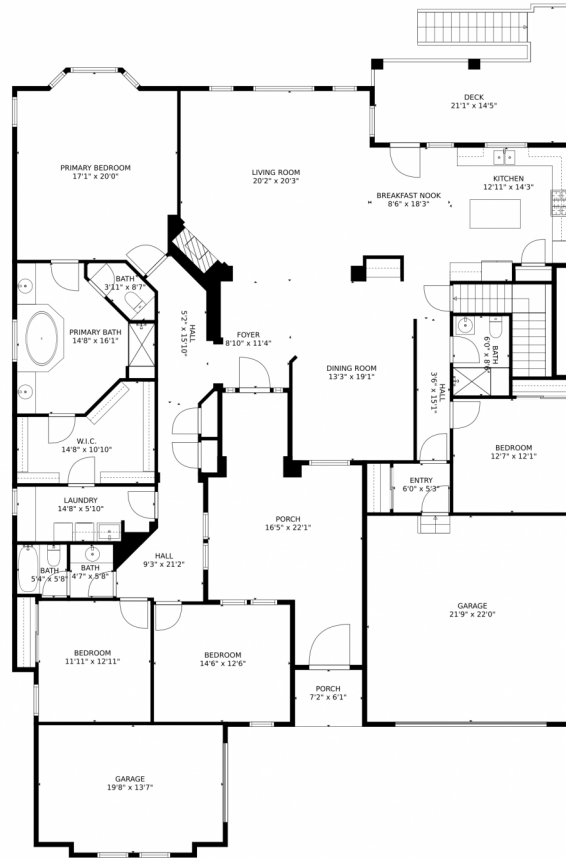 DECK
21'1" x 14'5"
PRIMARY BEDROOM
17'1" x 20'0"
LIVING ROOM
20'2" x 20'3"
KITCHEN
12'11" x 14'3"
BREAKFAST NOOK
8'6" x 18'3"
BATH
3'11" x 8'7"
PRIMARY BATH
14'8" x 16'1"
HALL
5'2" x 15'10"
FOYER
8'10" x 11'4"
DINING ROOM
13'3" x 19'1"
BATH
6'0" x 8'6"
HALL
3'6" x 15'1"
W.I.C.
14'8" x 10'10"
BEDROOM
12'7" x 12'1"
ENTRY
6'0" x 5'3"
LAUNDRY
14'8" x 5'10"
PORCH
16'5" x 22'1"
HALL
9'3" x 21'2"
BATH
5'4" x 5'8"
BATH
4'7" x 5'8"
GARAGE
21'9" x 22'0"
BEDROOM
11'11" x 12'11"
BEDROOM
14'6" x 12'6"
PORCH
7'2" x 6'1"
GARAGE
19'8" x 13'7"